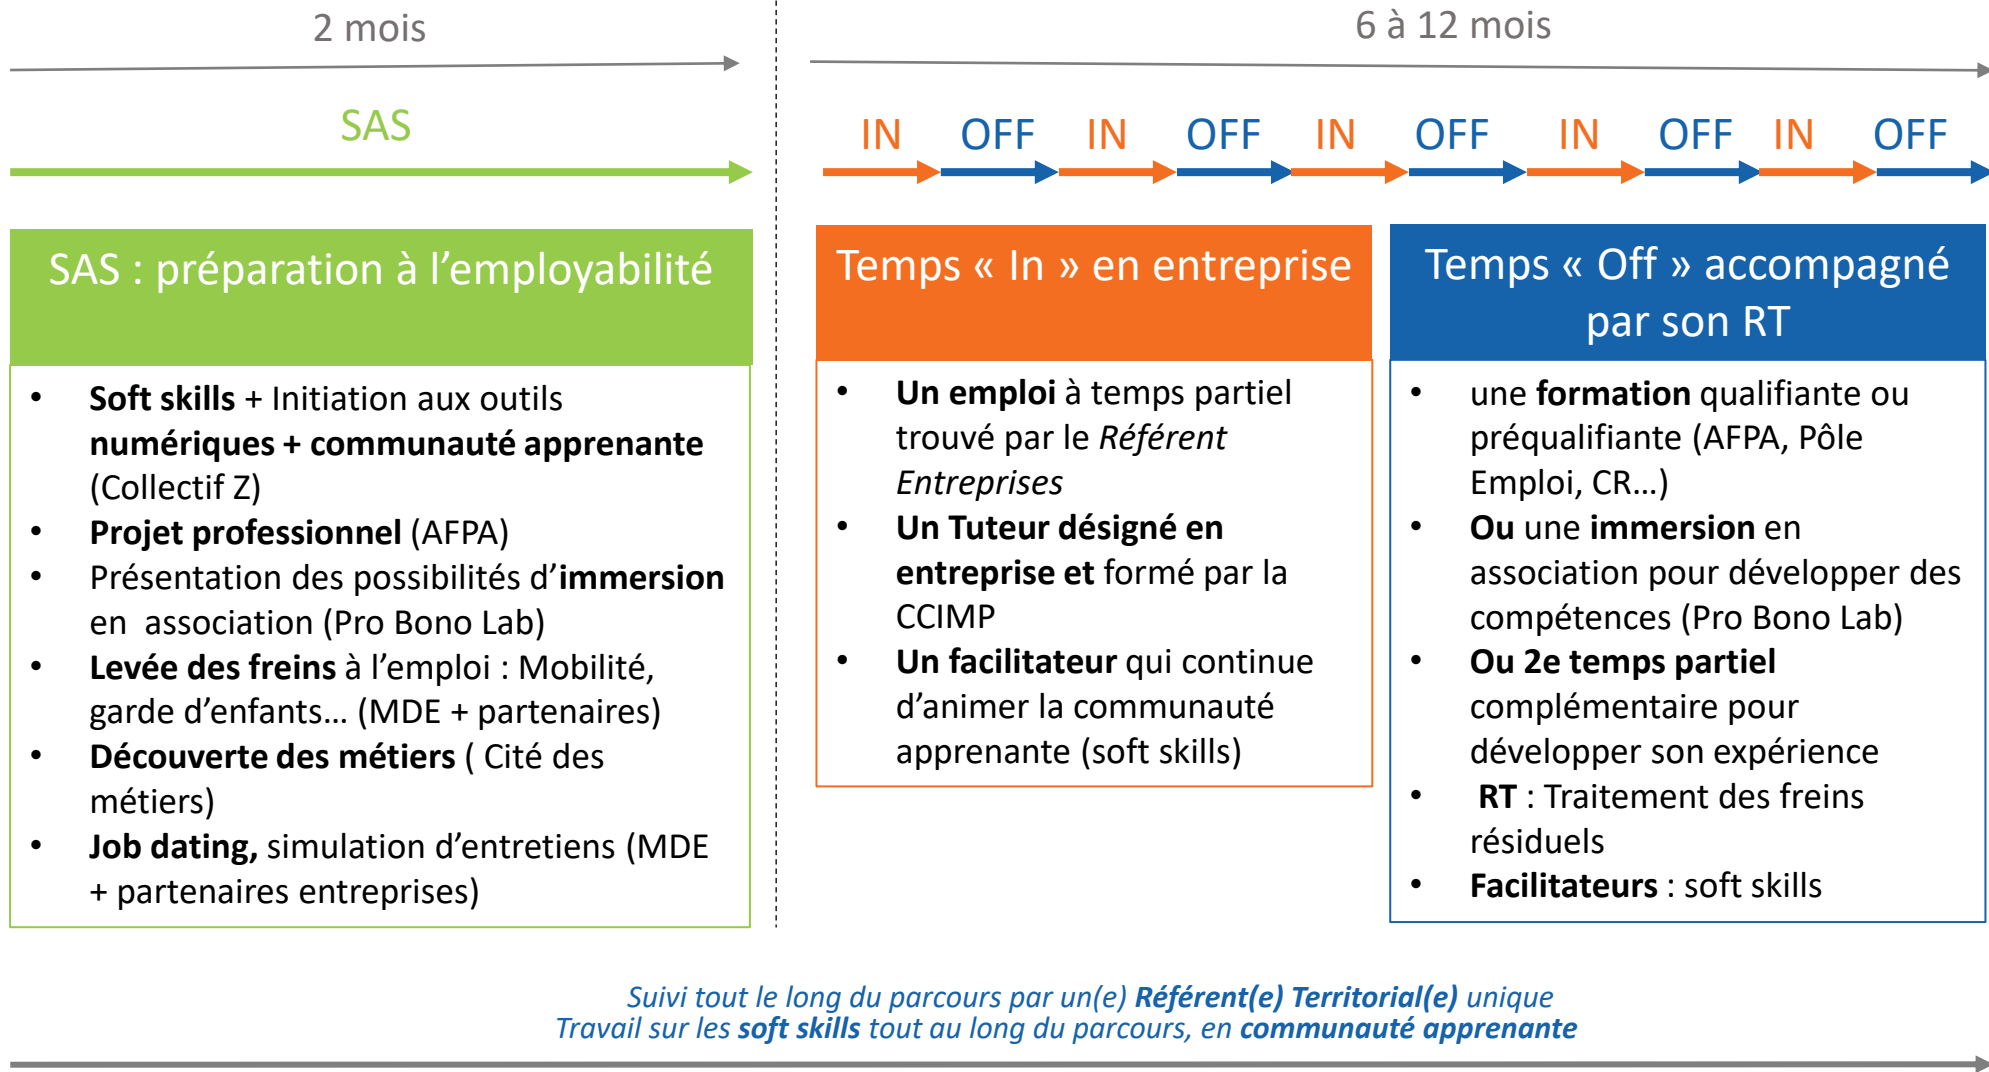 2 mois
6 à 12 mois
SAS
IN OFF IN OFF IN OFF IN OFF IN OFF
SAS : préparation à l’employabilité
• Soft skills + Initiation aux outils
numériques + communauté apprenante
(Collectif Z)
• Projet professionnel (AFPA)
• Présentation des possibilités d’immersion
en association (Pro Bono Lab)
• Levée des freins à l’emploi : Mobilité,
garde d’enfants… (MDE + partenaires)
• Découverte des métiers ( Cité des
métiers)
• Job dating, simulation d’entretiens (MDE
+ partenaires entreprises)
Temps « In » en entreprise
• Un emploi à temps partiel
trouvé par le Référent
Entreprises
• Un Tuteur désigné en
entreprise et formé par la
CCIMP
• Un facilitateur qui continue
d’animer la communauté
apprenante (soft skills)
Temps « Off » accompagné
par son RT
• une formation qualifiante ou
préqualifiante (AFPA, Pôle
Emploi, CR…)
• Ou une immersion en
association pour développer des
compétences (Pro Bono Lab)
• Ou 2e temps partiel
complémentaire pour
développer son expérience
• RT : Traitement des freins
résiduels
• Facilitateurs : soft skills
Suivi tout le long du parcours par un(e) Référent(e) Territorial(e) unique
Travail sur les soft skills tout au long du parcours, en communauté apprenante